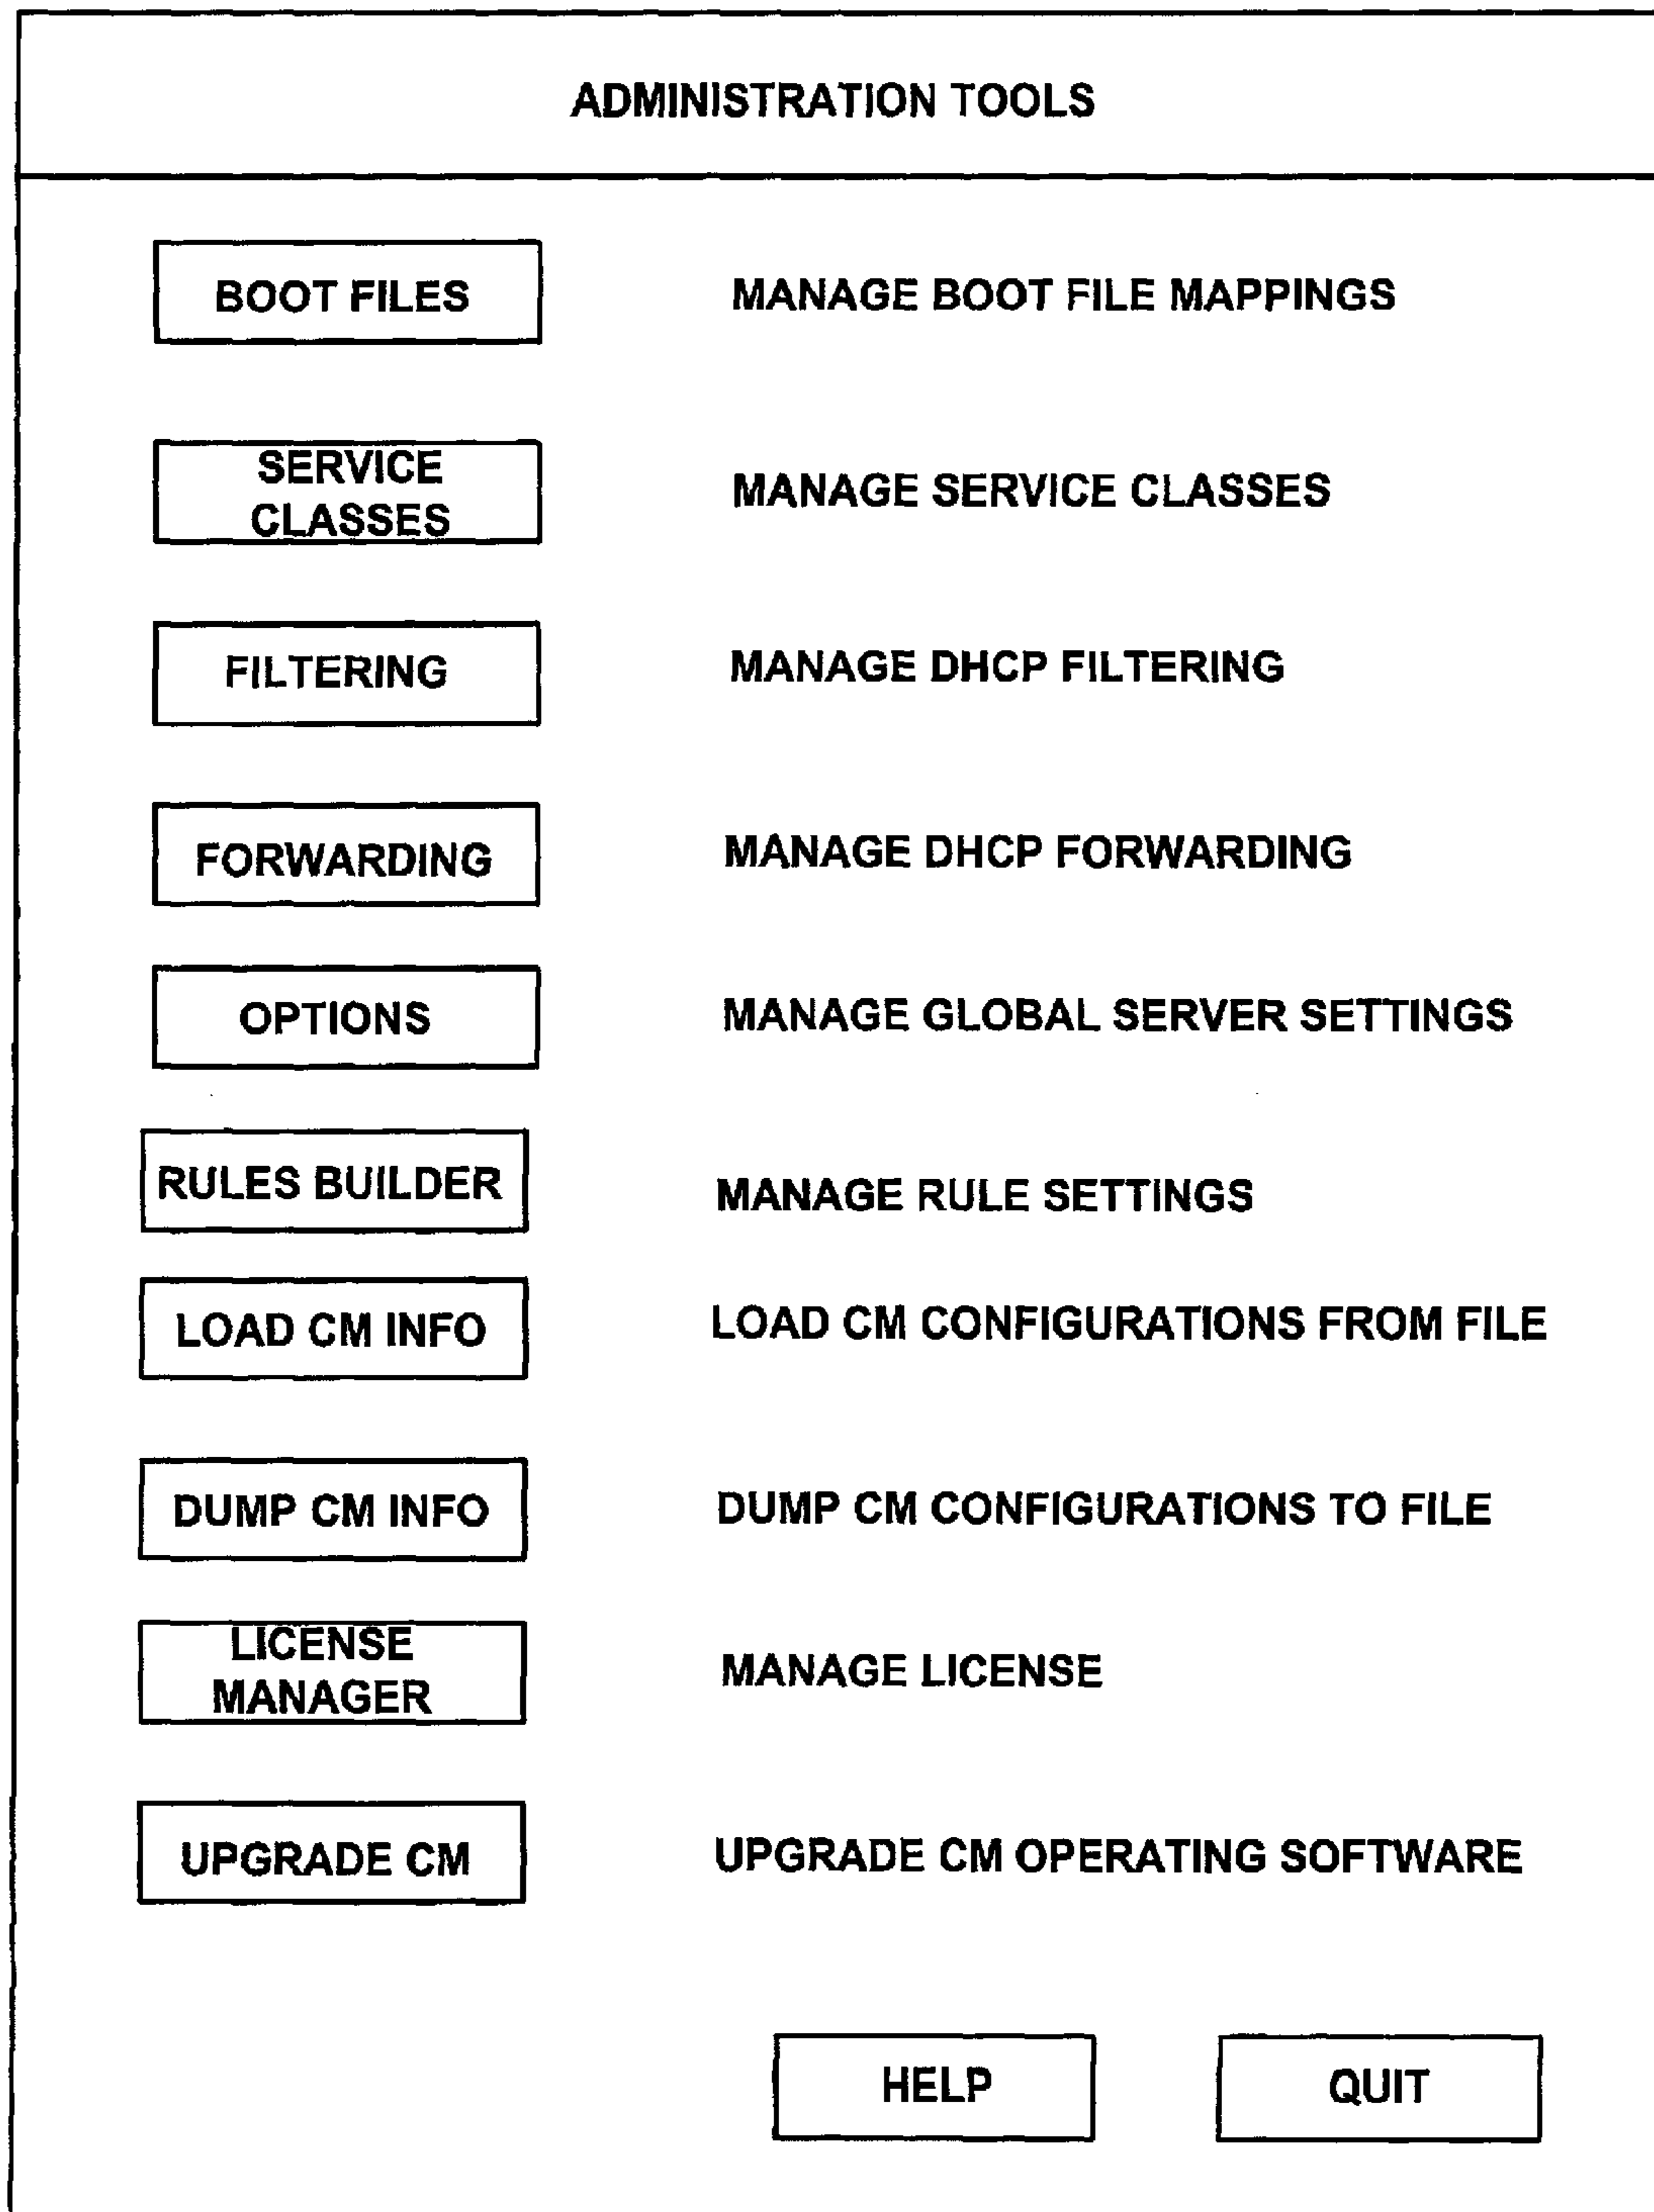 ADMINISTRATION TOOLS
BOOT FILES
MANAGE BOOT FILE MAPPINGS
SERVICE
CLASSES
MANAGE SERVICE CLASSES
FILTERING
MANAGE DHCP FILTERING
FORWARDING
MANAGE DHCP FORWARDING
OPTIONS
MANAGE GLOBAL SERVER SETTINGS
RULES BUILDER
MANAGE RULE SETTINGS
LOAD CM INFO
LOAD CM CONFIGURATIONS FROM FILE
DUMP CM INFO
DUMP CM CONFIGURATIONS TO FILE
LICENSE
MANAGER
MANAGE LICENSE
UPGRADE CM
UPGRADE CM OPERATING SOFTWARE
HELP
QUIT